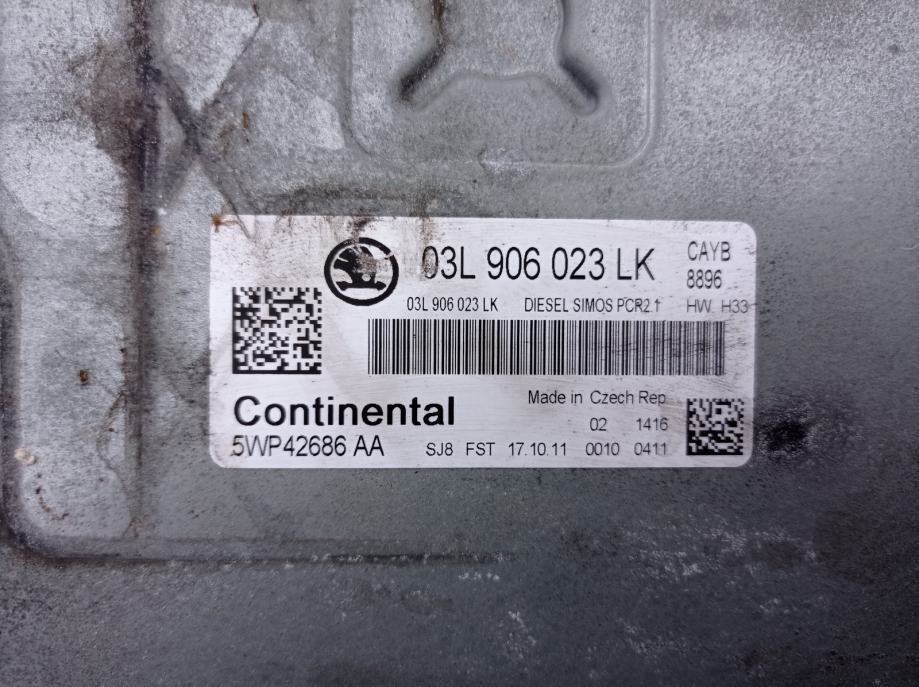 03L 906 023 LK CAYB
8896
03L 906 023 LK DIESEL SIMOS PCR2.1 HW H33
Continental Made in Czech Rep
02 1416
5WP42686 AA SJ8 FST 17.10.11 0010 0411